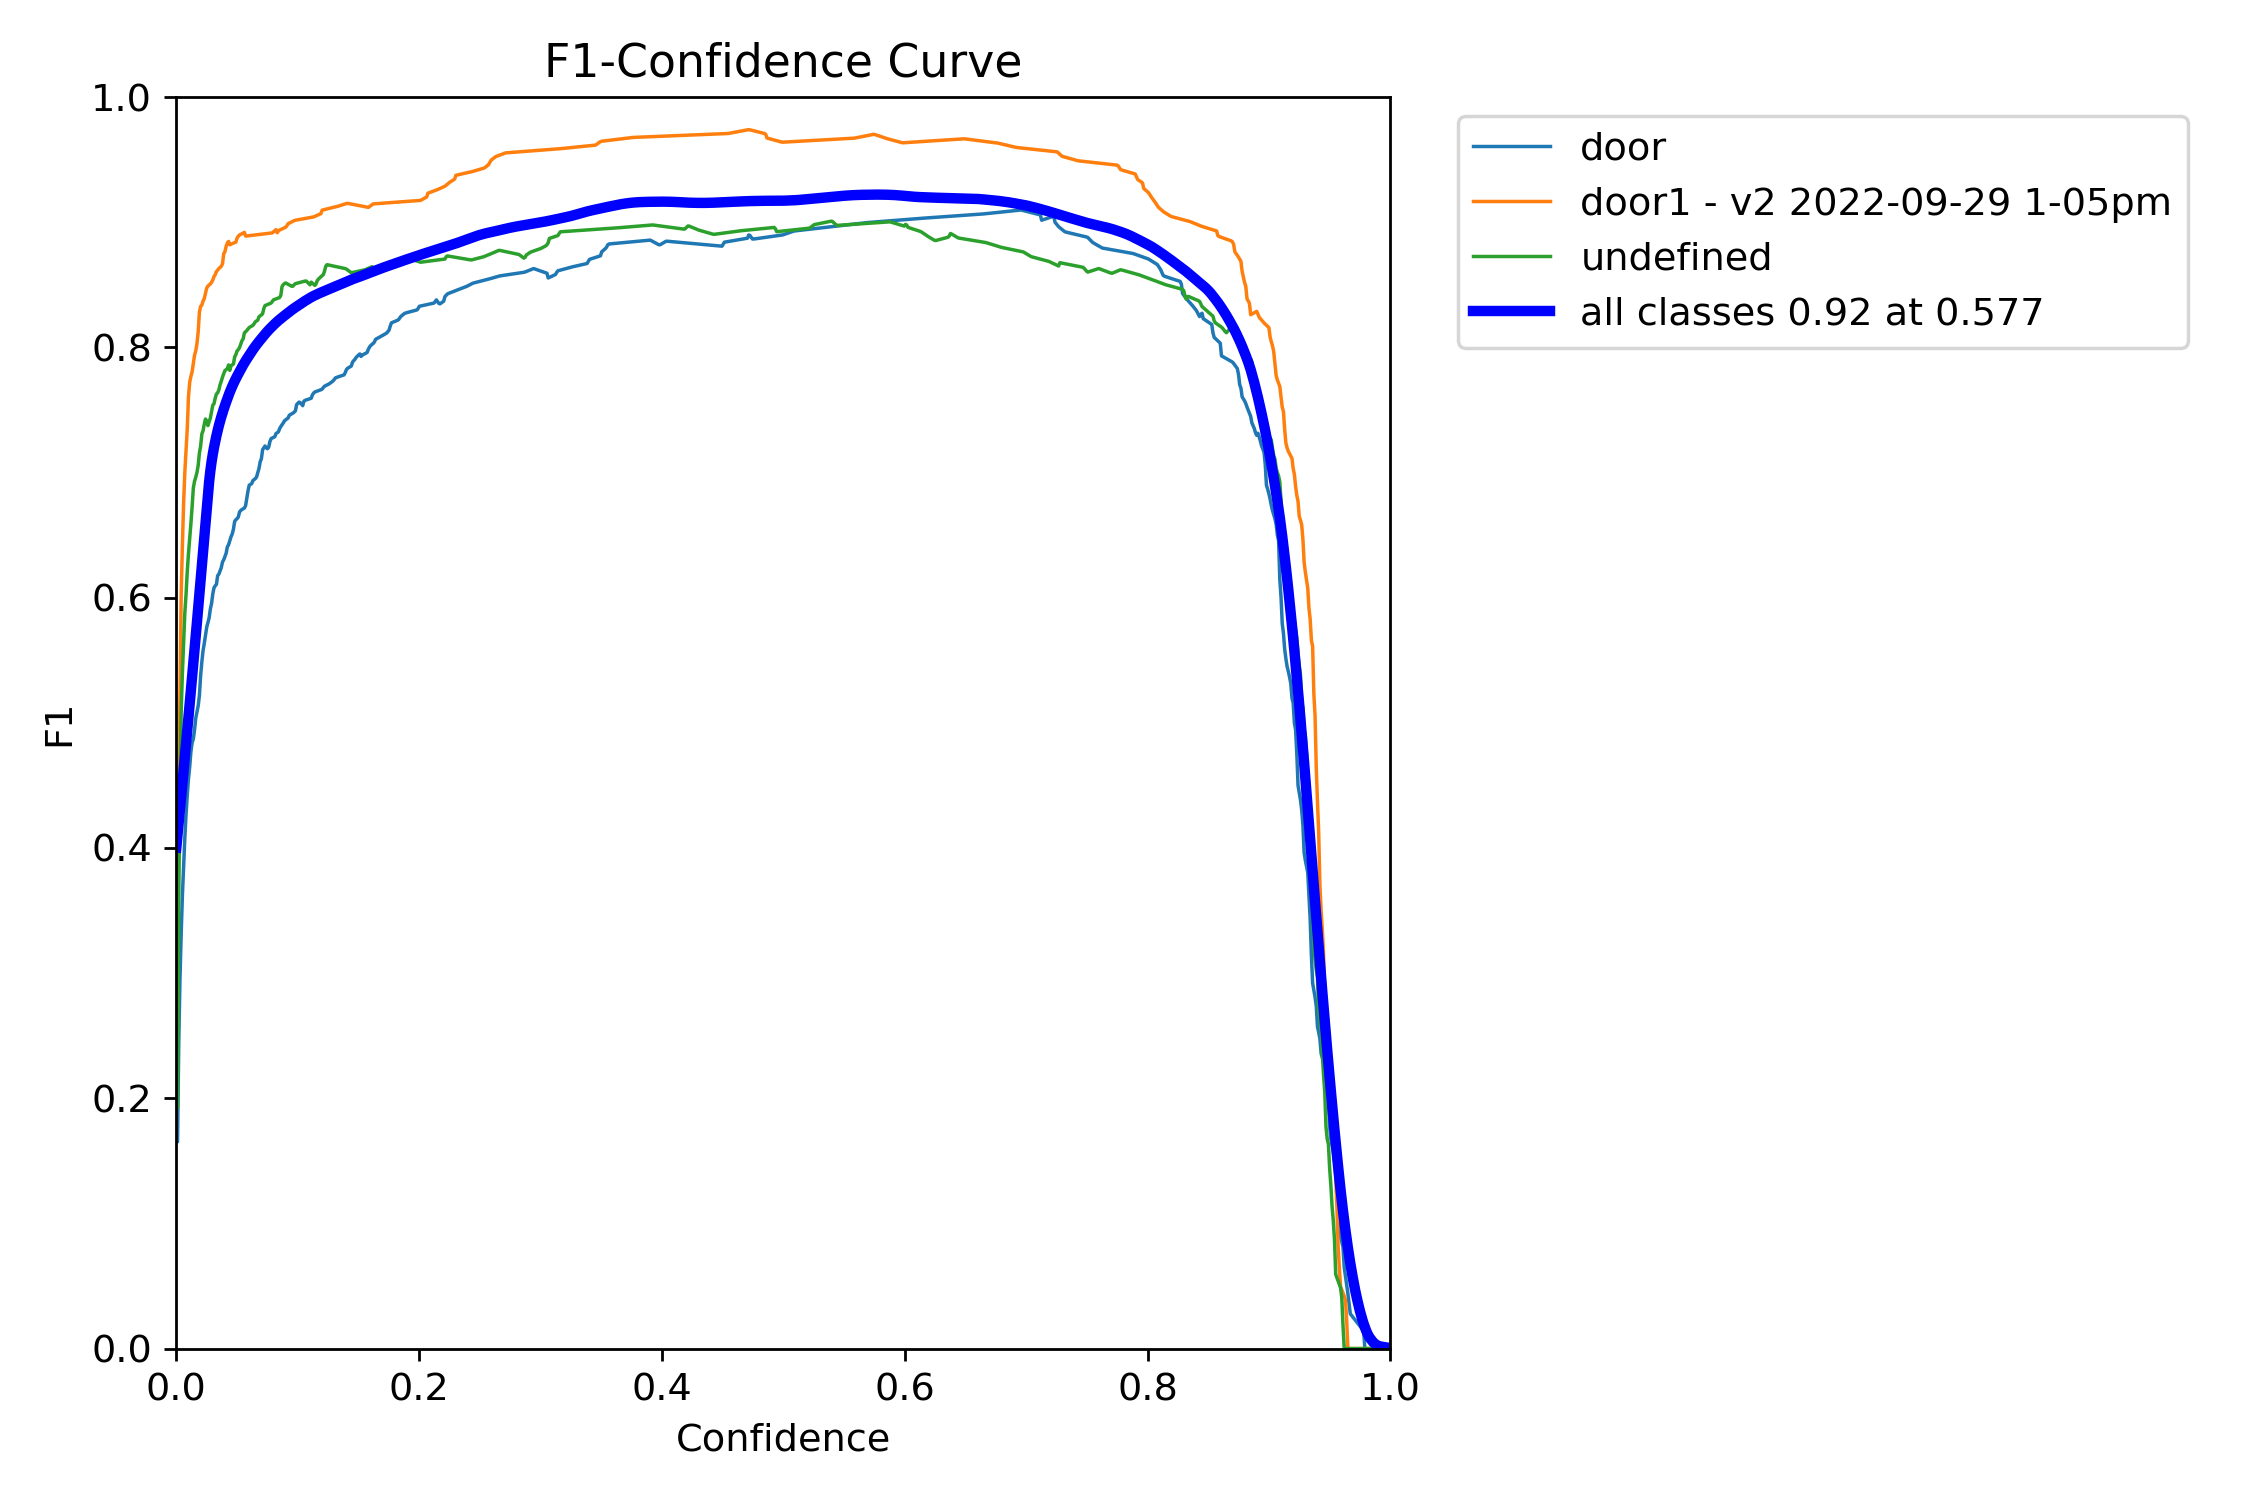 F1-Confidence Curve
1.0
0.8
0.6
0.4
0.2
0.0
F1
0.0 0.2 0.4 0.6 0.8 1.0
Confidence
door
door1 - v2 2022-09-29 1-05pm
undefined
all classes 0.92 at 0.577